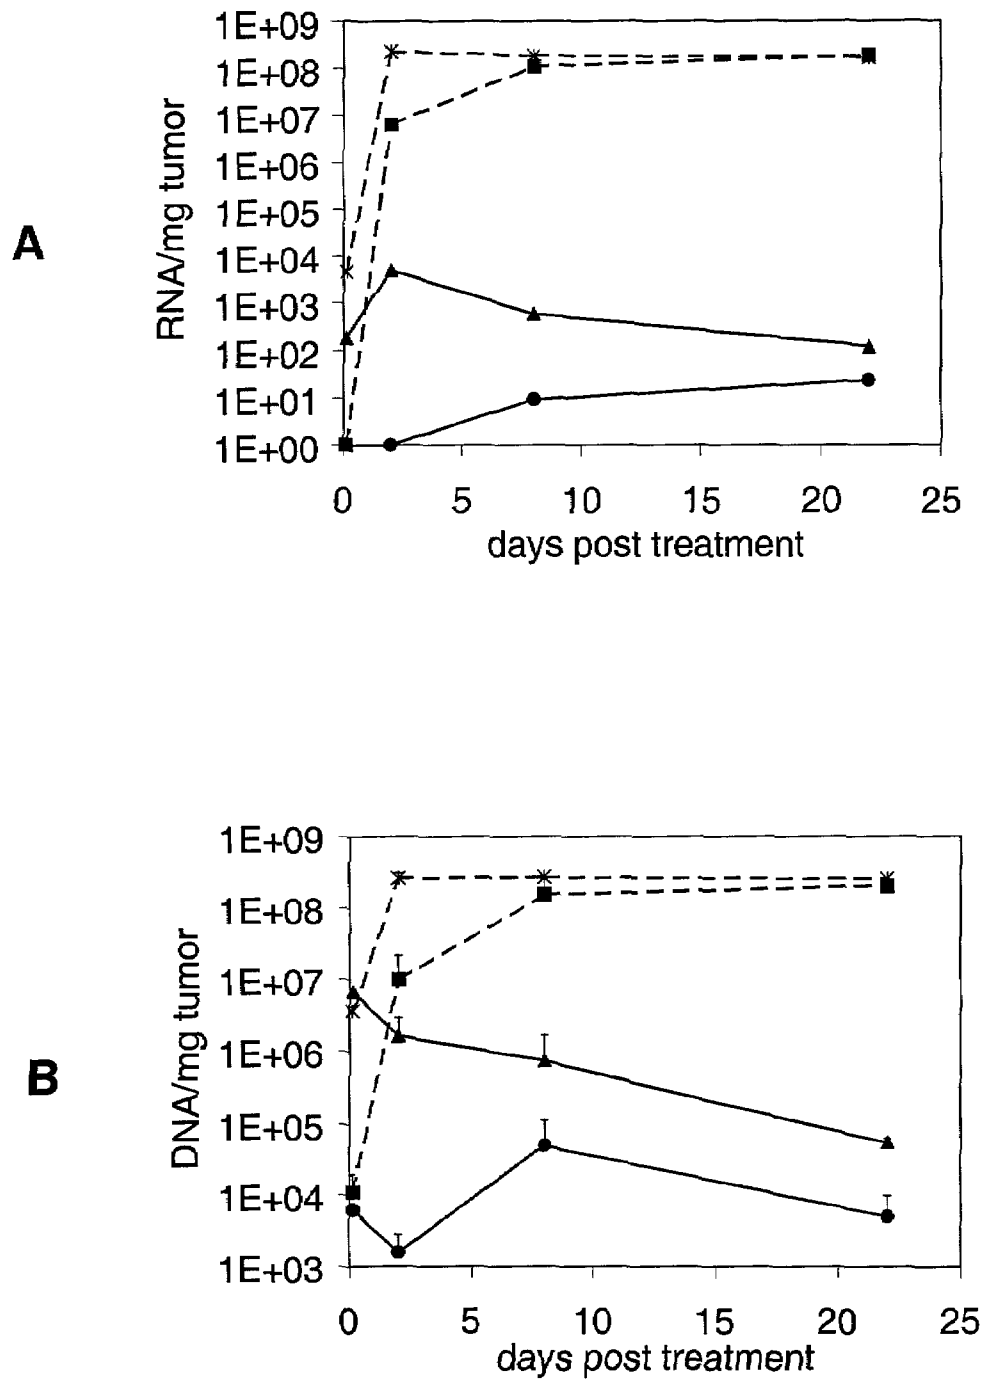 A
RNA/mg tumor
1E+09
1E+08
1E+07
1E+06
1E+05
1E+04
1E+03
1E+02
1E+01
1E+00
0 5 10 15 20 25
days post treatment
B
DNA/mg tumor
1E+09
1E+08
1E+07
1E+06
1E+05
1E+04
1E+03
0 5 10 15 20 25
days post treatment